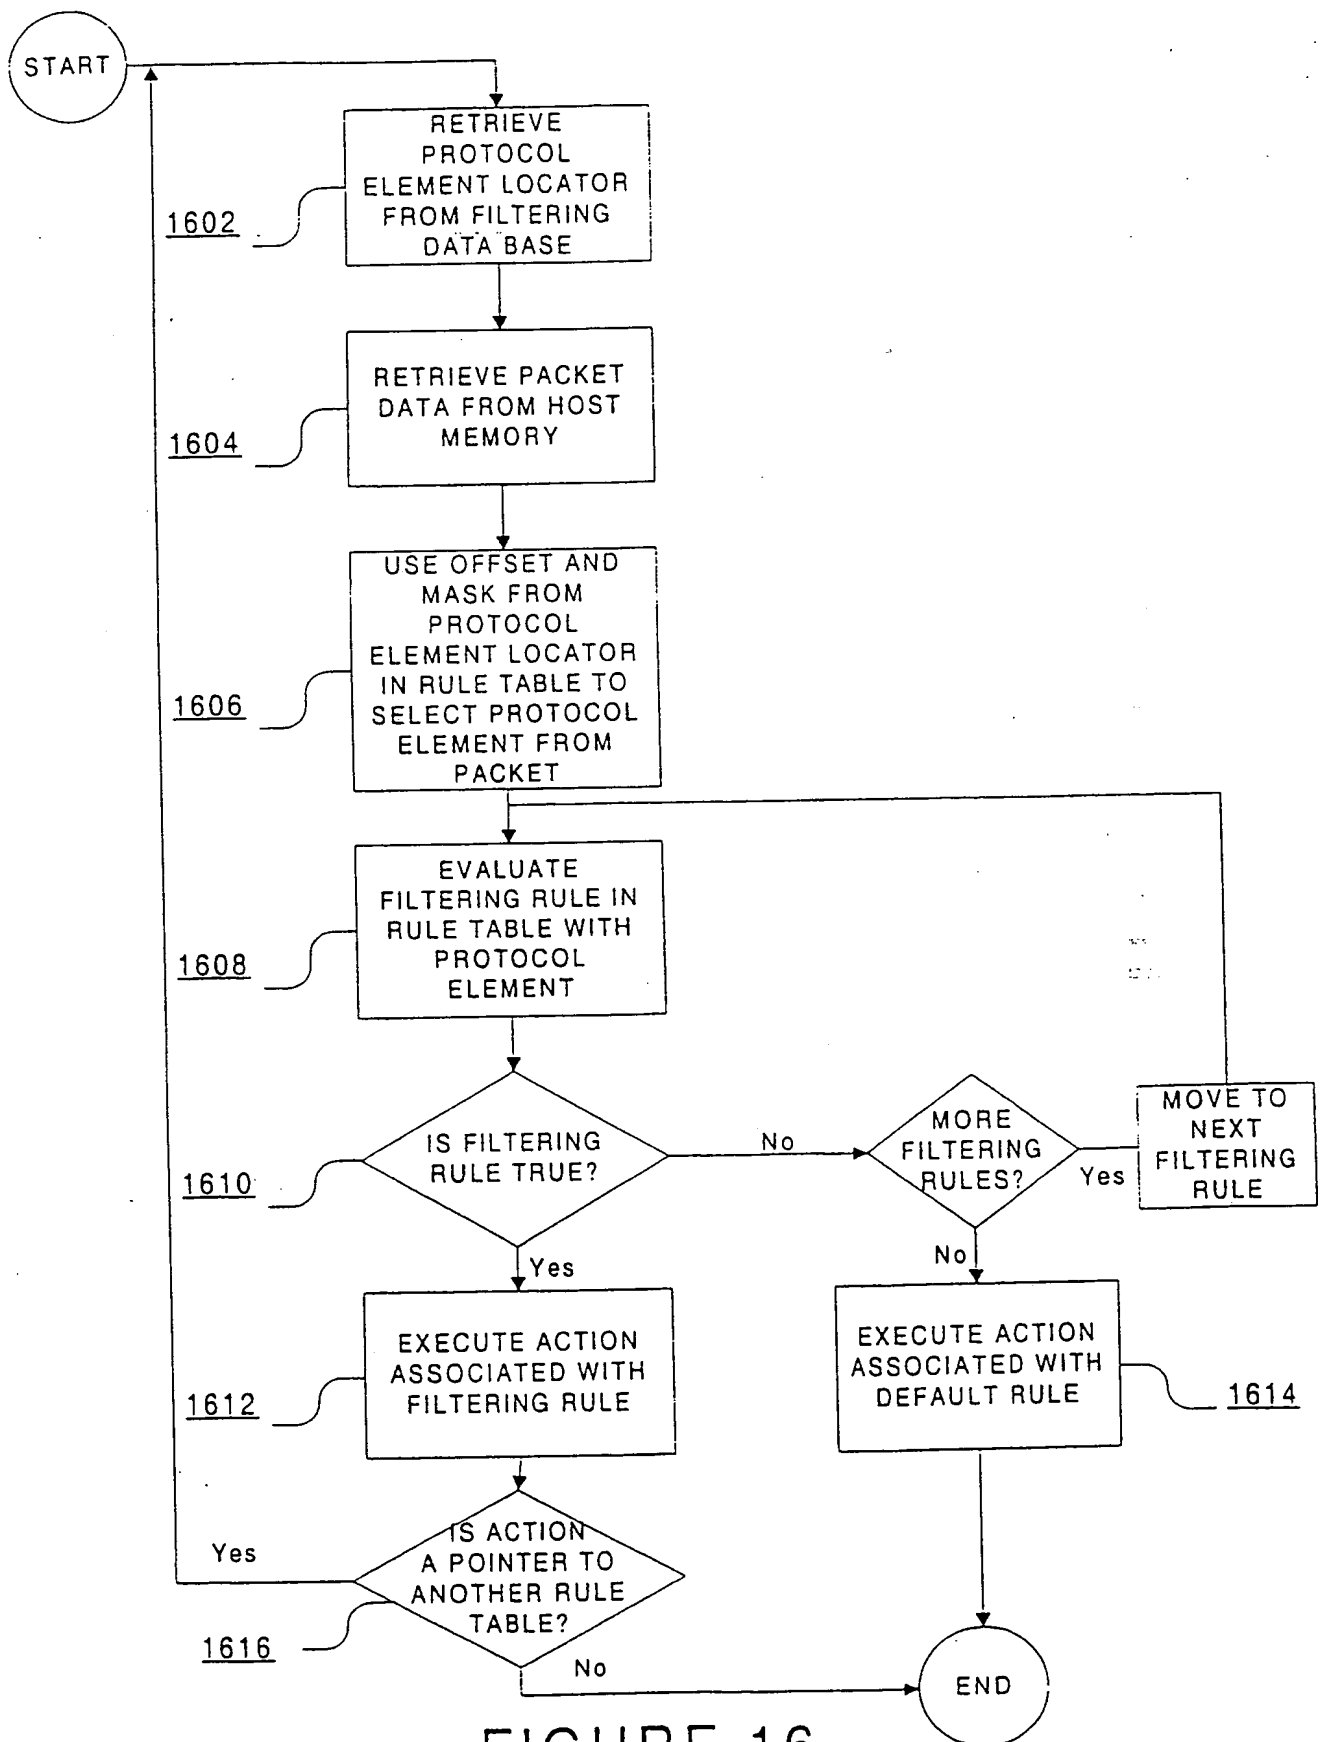 START
RETRIEVE
PROTOCOL
ELEMENT LOCATOR
FROM FILTERING
DATA BASE
1602
RETRIEVE PACKET
DATA FROM HOST
MEMORY
1604
USE OFFSET AND
MASK FROM
PROTOCOL
ELEMENT LOCATOR
IN RULE TABLE TO
SELECT PROTOCOL
ELEMENT FROM
PACKET
1606
EVALUATE
FILTERING RULE IN
RULE TABLE WITH
PROTOCOL
ELEMENT
1608
IS FILTERING
RULE TRUE?
1610
No
MORE
FILTERING
RULES?
Yes
MOVE TO
NEXT
FILTERING
RULE
Yes
No
EXECUTE ACTION
ASSOCIATED WITH
FILTERING RULE
1612
EXECUTE ACTION
ASSOCIATED WITH
DEFAULT RULE
1614
IS ACTION
A POINTER TO
ANOTHER RULE
TABLE?
Yes
1616
No
END
FIGURE 16